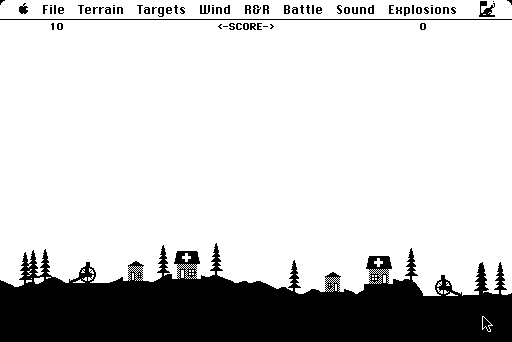 File Terrain Targets Wind R&R Battle Sound Explosions
10 <-SCORE-> 0